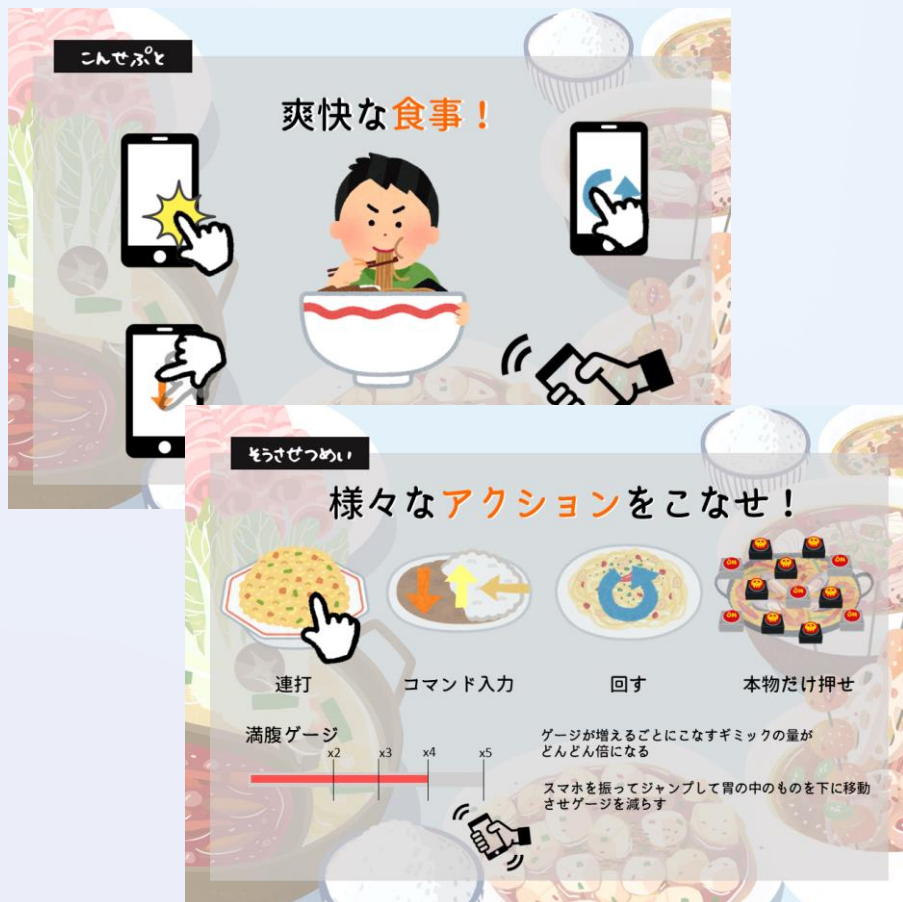 こんせぷと
爽快な食事！
そうさせつめい
様々なアクションをこなせ！
連打
コマンド入力
回す
本物だけ押せ
満腹ゲージ
x2
x3
x4
x5
ゲージが増えるごとにこなすギミックの量が
どんどん倍になる
スマホを振ってジャンプして胃の中のものを下に移動
させゲージを減らす